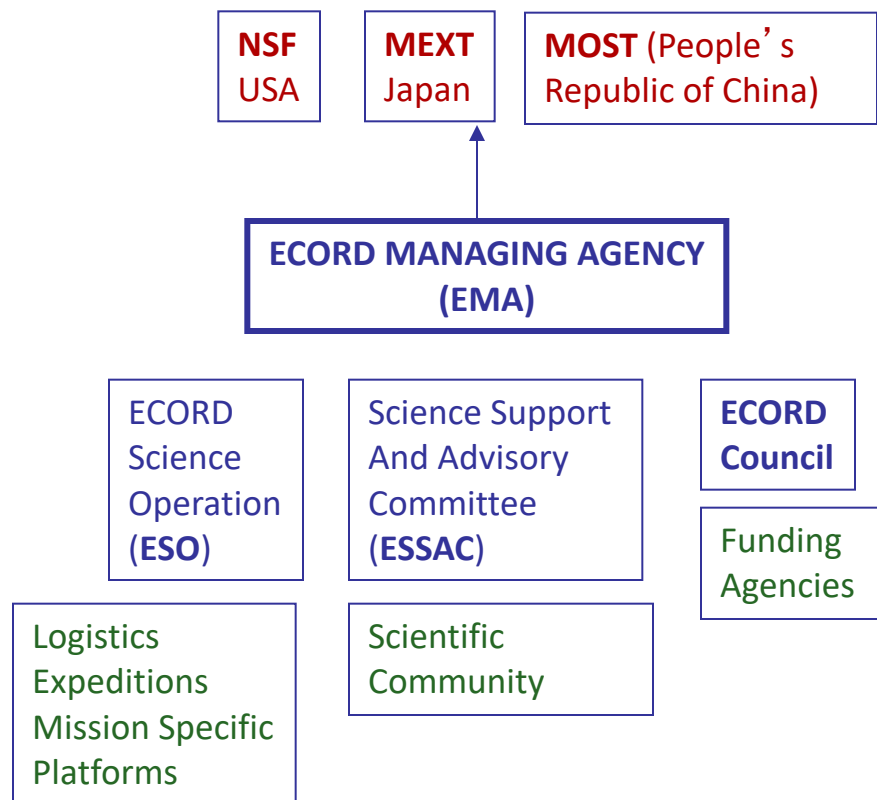 NSF
USA
MEXT
Japan
MOST (People’s
Republic of China)
ECORD MANAGING AGENCY
(EMA)
ECORD
Science
Operation
(ESO)
Science Support
And Advisory
Committee
(ESSAC)
ECORD
Council
Funding
Agencies
Logistics
Expeditions
Mission Specific
Platforms
Scientific
Community